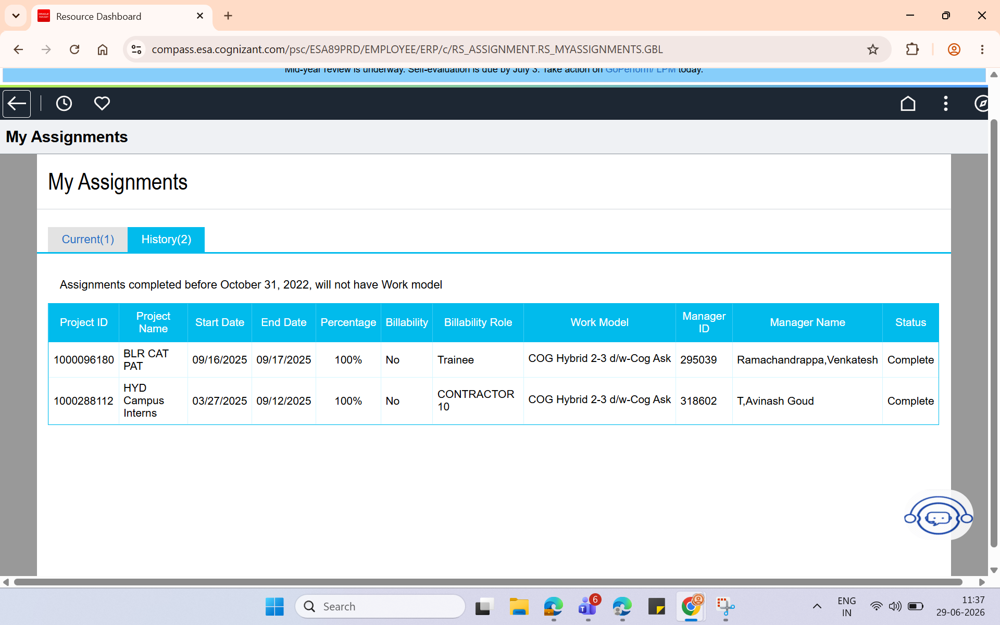 Resource Dashboard
compass.esa.cognizant.com/psc/ESA89PRD/EMPLOYEE/ERP/c/RS_ASSIGNMENT.RS_MYASSIGNMENTS.GBL
Mid-year review is underway. Self-evaluation is due by July 3. Take action on GoPerform/ LPM today.
My Assignments
My Assignments
Current(1) History(2)
Assignments completed before October 31, 2022, will not have Work model
Project ID Project Name Start Date End Date Percentage Billability Billability Role Work Model Manager ID Manager Name Status
1000096180 BLR CAT PAT 09/16/2025 09/17/2025 100% No Trainee COG Hybrid 2-3 d/w-Cog Ask 295039 Ramachandrappa,Venkatesh Complete
1000288112 HYD Campus Interns 03/27/2025 09/12/2025 100% No CONTRACTOR 10 COG Hybrid 2-3 d/w-Cog Ask 318602 T,Avinash Goud Complete
Search
6
ENG
IN
11:37
29-06-2026